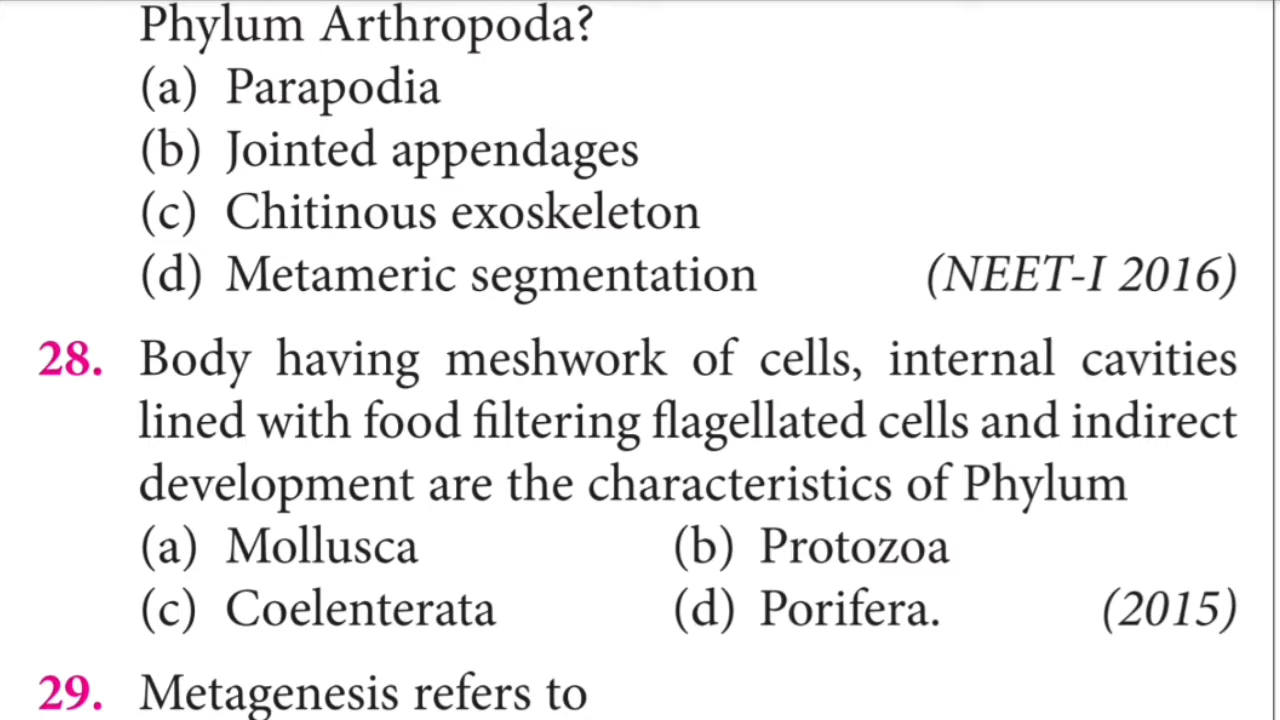 Phylum Arthropoda?
(a) Parapodia
(b) Jointed appendages
(c) Chitinous exoskeleton
(d) Metameric segmentation (NEET-I 2016)
28. Body having meshwork of cells, internal cavities
lined with food filtering flagellated cells and indirect
development are the characteristics of Phylum
(a) Mollusca (b) Protozoa
(c) Coelenterata (d) Porifera. (2015)
29. Metagenesis refers to